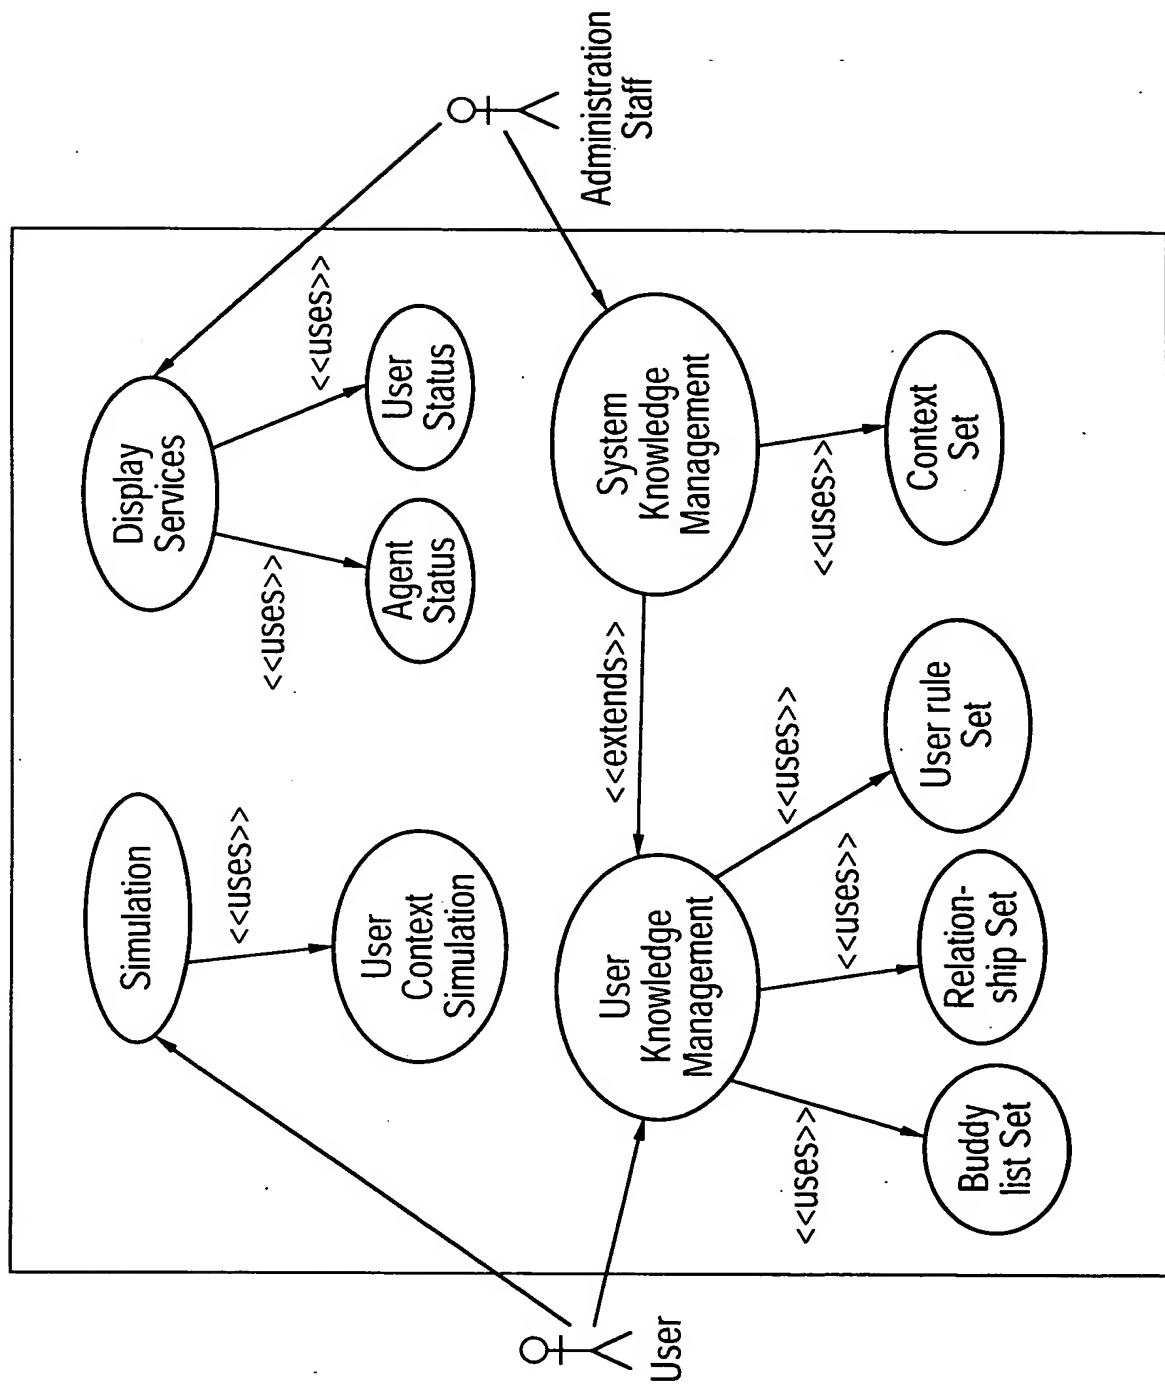 Simulation
<<uses>>
User
Context
Simulation
Display
Services
<<uses>>
<<uses>>
Agent
Status
User
Status
User
Administration
Staff
User
Knowledge
Management
<<extends>>
System
Knowledge
Management
<<uses>>
<<uses>>
<<uses>>
<<uses>>
Buddy
list Set
Relation-
ship Set
User rule
Set
Context
Set